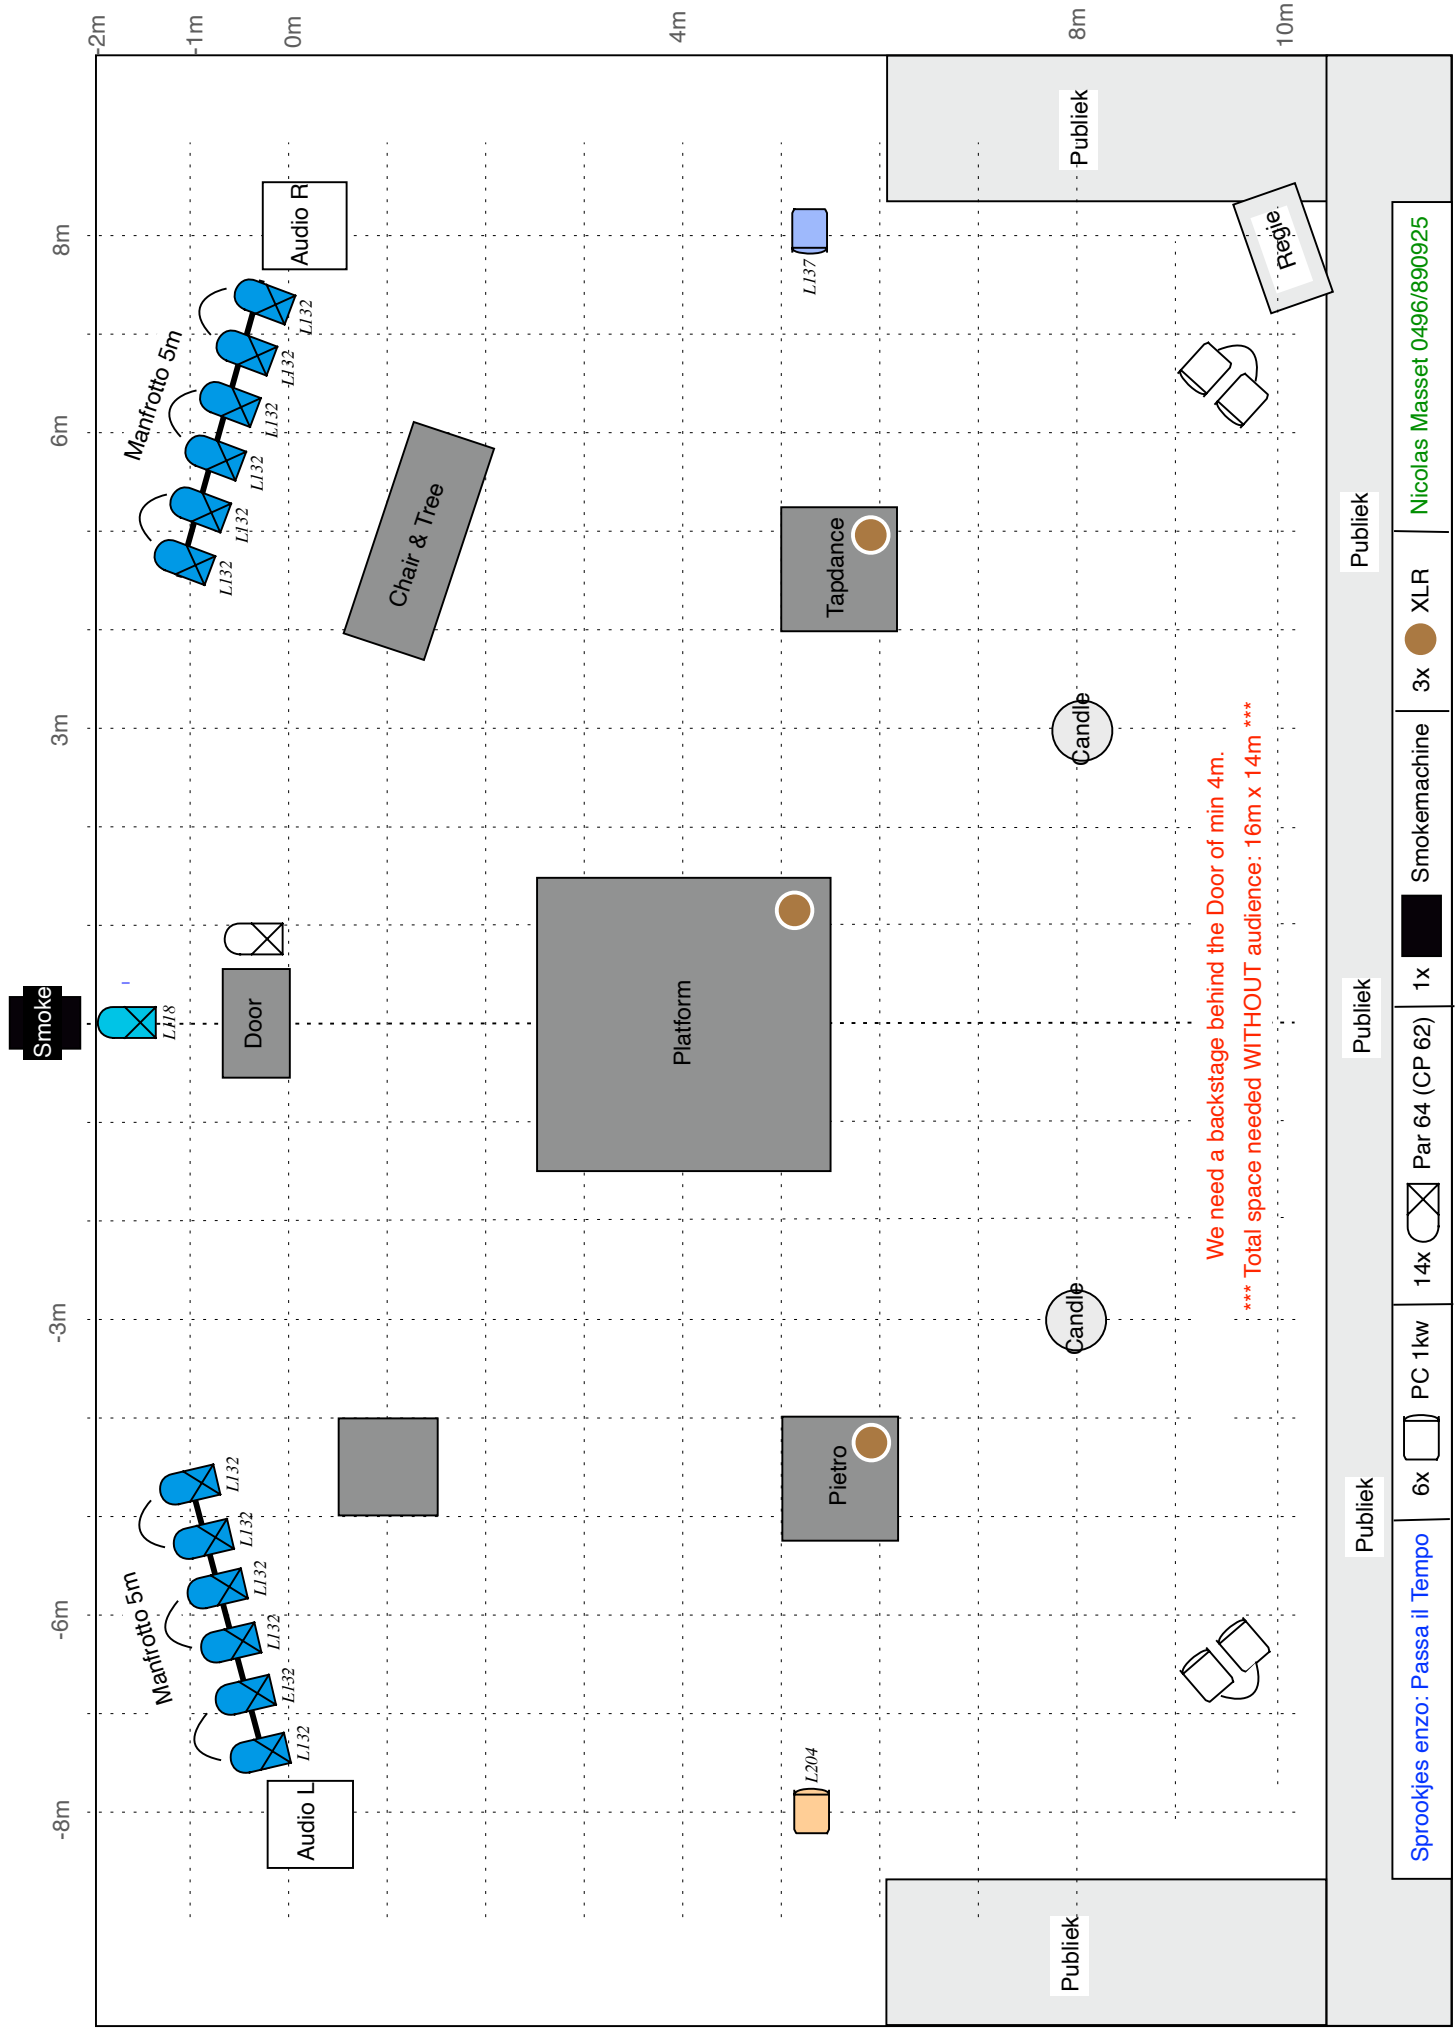 Smoke
L118
Door
Manfrotto 5m
L132
L132
L132
L132
L132
L132
Audio L
Manfrotto 5m
L132
L132
L132
L132
L132
L132
Audio R
-2m
-1m
0m
4m
8m
10m
-8m
-6m
-3m
3m
6m
8m
Chair & Tree
Platform
Pietro
Tapdance
L204
L137
Candle
Candle
Publiek
Publiek
Regie
We need a backstage behind the Door of min 4m.
*** Total space needed WITHOUT audience: 16m x 14m ***
Publiek
Publiek
Publiek
Sprookjes enzo: Passa il Tempo
6x PC 1kw
14x Par 64 (CP 62)
1x Smokemachine
3x XLR
Nicolas Masset 0496/890925